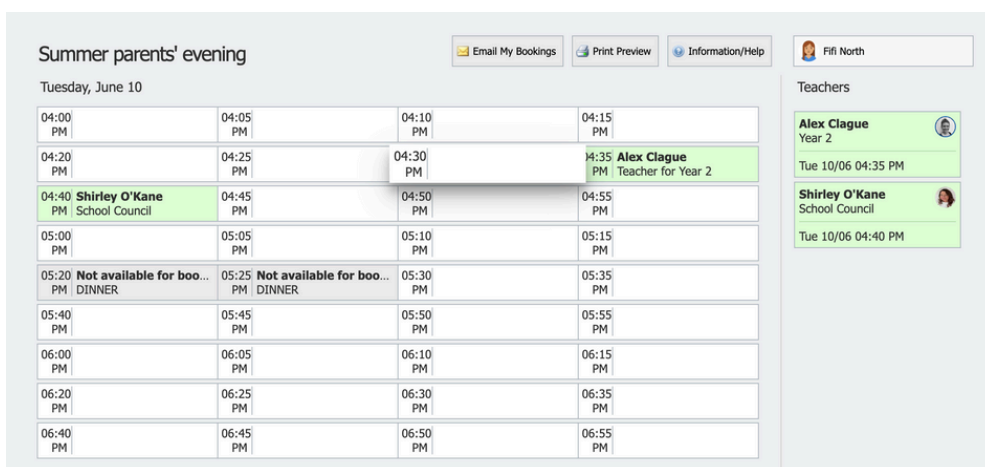 Summer parents' evening
Email My Bookings
Print Preview
Information/Help
Fifi North
Tuesday, June 10
Teachers
04:00 PM
04:05 PM
04:10 PM
04:15 PM
04:20 PM
04:25 PM
04:30 PM
04:35 PM Alex Clague
Teacher for Year 2
04:40 PM Shirley O'Kane
School Council
04:45 PM
04:50 PM
04:55 PM
05:00 PM
05:05 PM
05:10 PM
05:15 PM
05:20 PM Not available for boo...
DINNER
05:25 PM Not available for boo...
DINNER
05:30 PM
05:35 PM
05:40 PM
05:45 PM
05:50 PM
05:55 PM
06:00 PM
06:05 PM
06:10 PM
06:15 PM
06:20 PM
06:25 PM
06:30 PM
06:35 PM
06:40 PM
06:45 PM
06:50 PM
06:55 PM
Alex Clague
Year 2
Tue 10/06 04:35 PM
Shirley O'Kane
School Council
Tue 10/06 04:40 PM